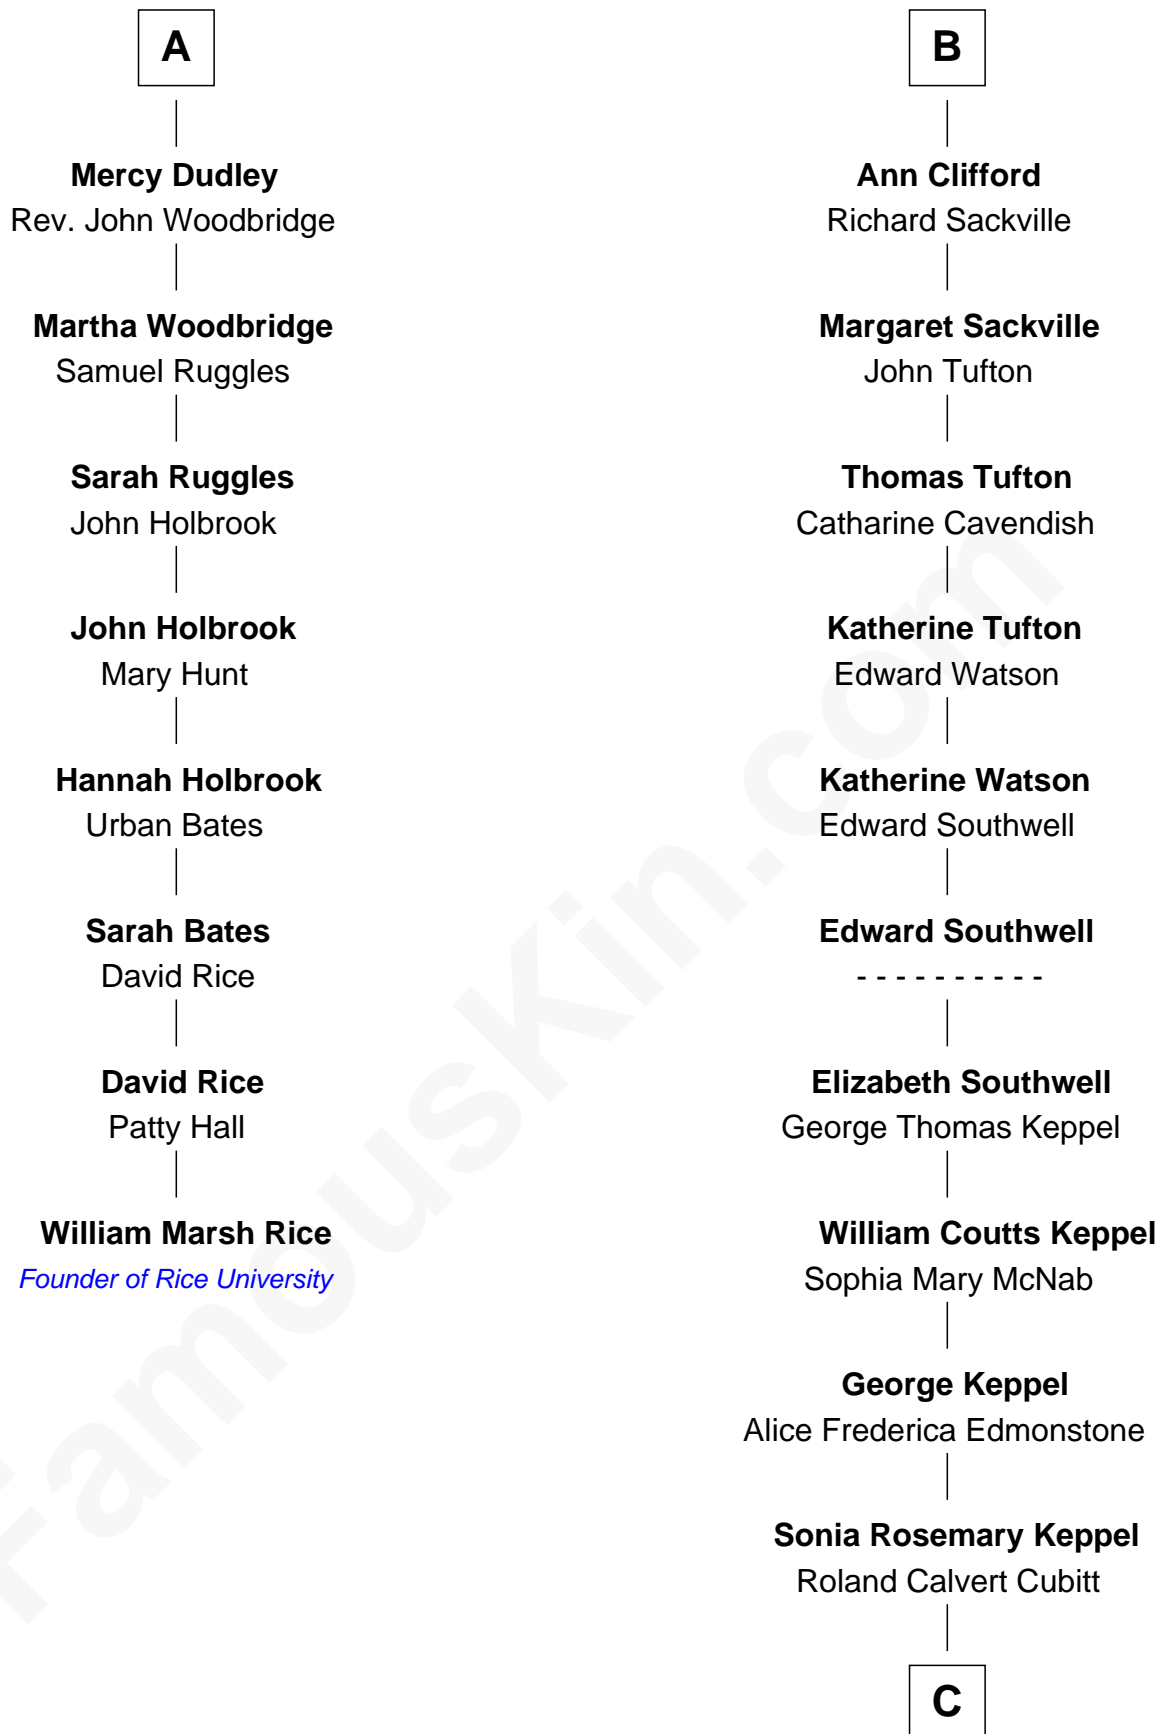 A
Mercy Dudley
Rev. John Woodbridge
Martha Woodbridge
Samuel Ruggles
Sarah Ruggles
John Holbrook
John Holbrook
Mary Hunt
Hannah Holbrook
Urban Bates
Sarah Bates
David Rice
David Rice
Patty Hall
William Marsh Rice
Founder of Rice University
B
Ann Clifford
Richard Sackville
Margaret Sackville
John Tufton
Thomas Tufton
Catharine Cavendish
Katherine Tufton
Edward Watson
Katherine Watson
Edward Southwell
Edward Southwell
- - - - - - - - - -
Elizabeth Southwell
George Thomas Keppel
William Coutts Keppel
Sophia Mary McNab
George Keppel
Alice Frederica Edmonstone
Sonia Rosemary Keppel
Roland Calvert Cubitt
C
FamousKin.com